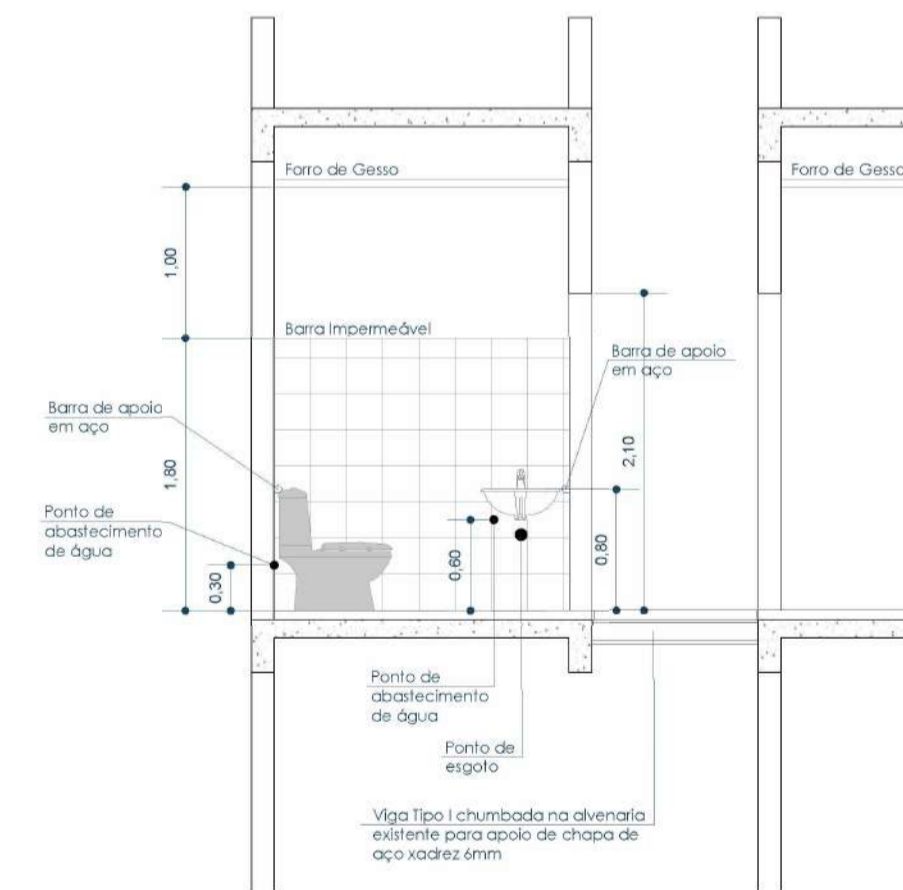 Forro de Gesso
Forro de Gesso
1,00
Barra Impermeável
Barra de apoio
em aço
Barra de apoio
em aço
2,10
1,80
Ponto de
abastecimento
de água
0,30
0,60
0,80
Ponto de
abastecimento
de água
Ponto de
esgoto
Viga Tipo I chumbada na alvenaria
existente para apoio de chapa de
aço xadrez 6mm